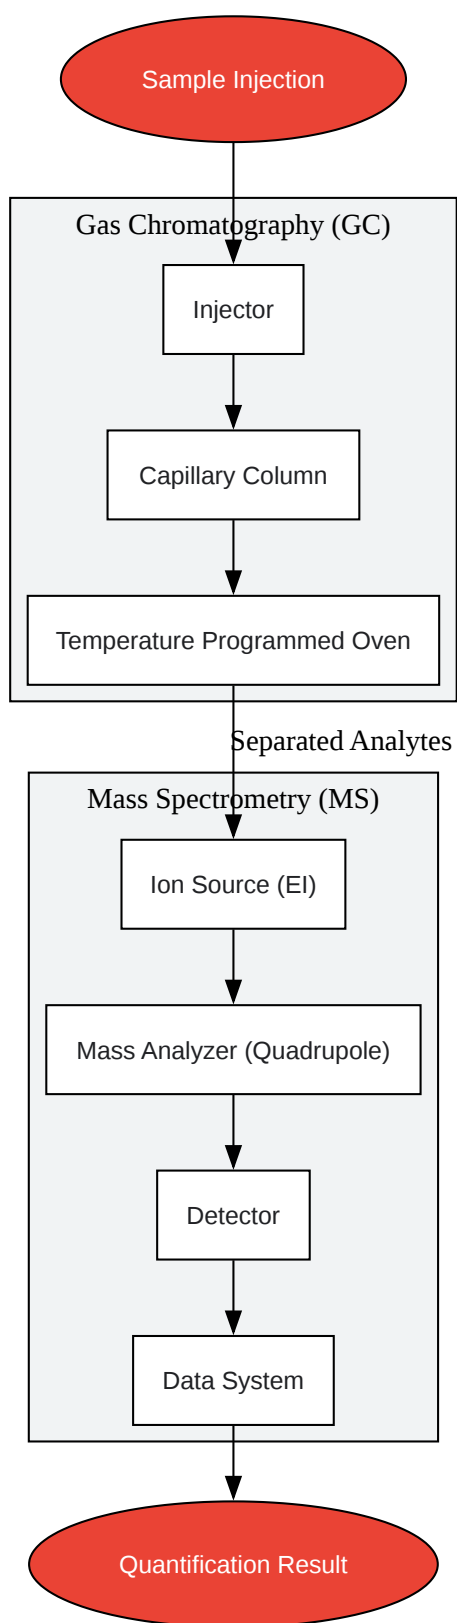 Sample Injection
Gas Chromatography (GC)
Injector
Capillary Column
Temperature Programmed Oven
Separated Analytes
Mass Spectrometry (MS)
Ion Source (EI)
Mass Analyzer (Quadrupole)
Detector
Data System
Quantification Result